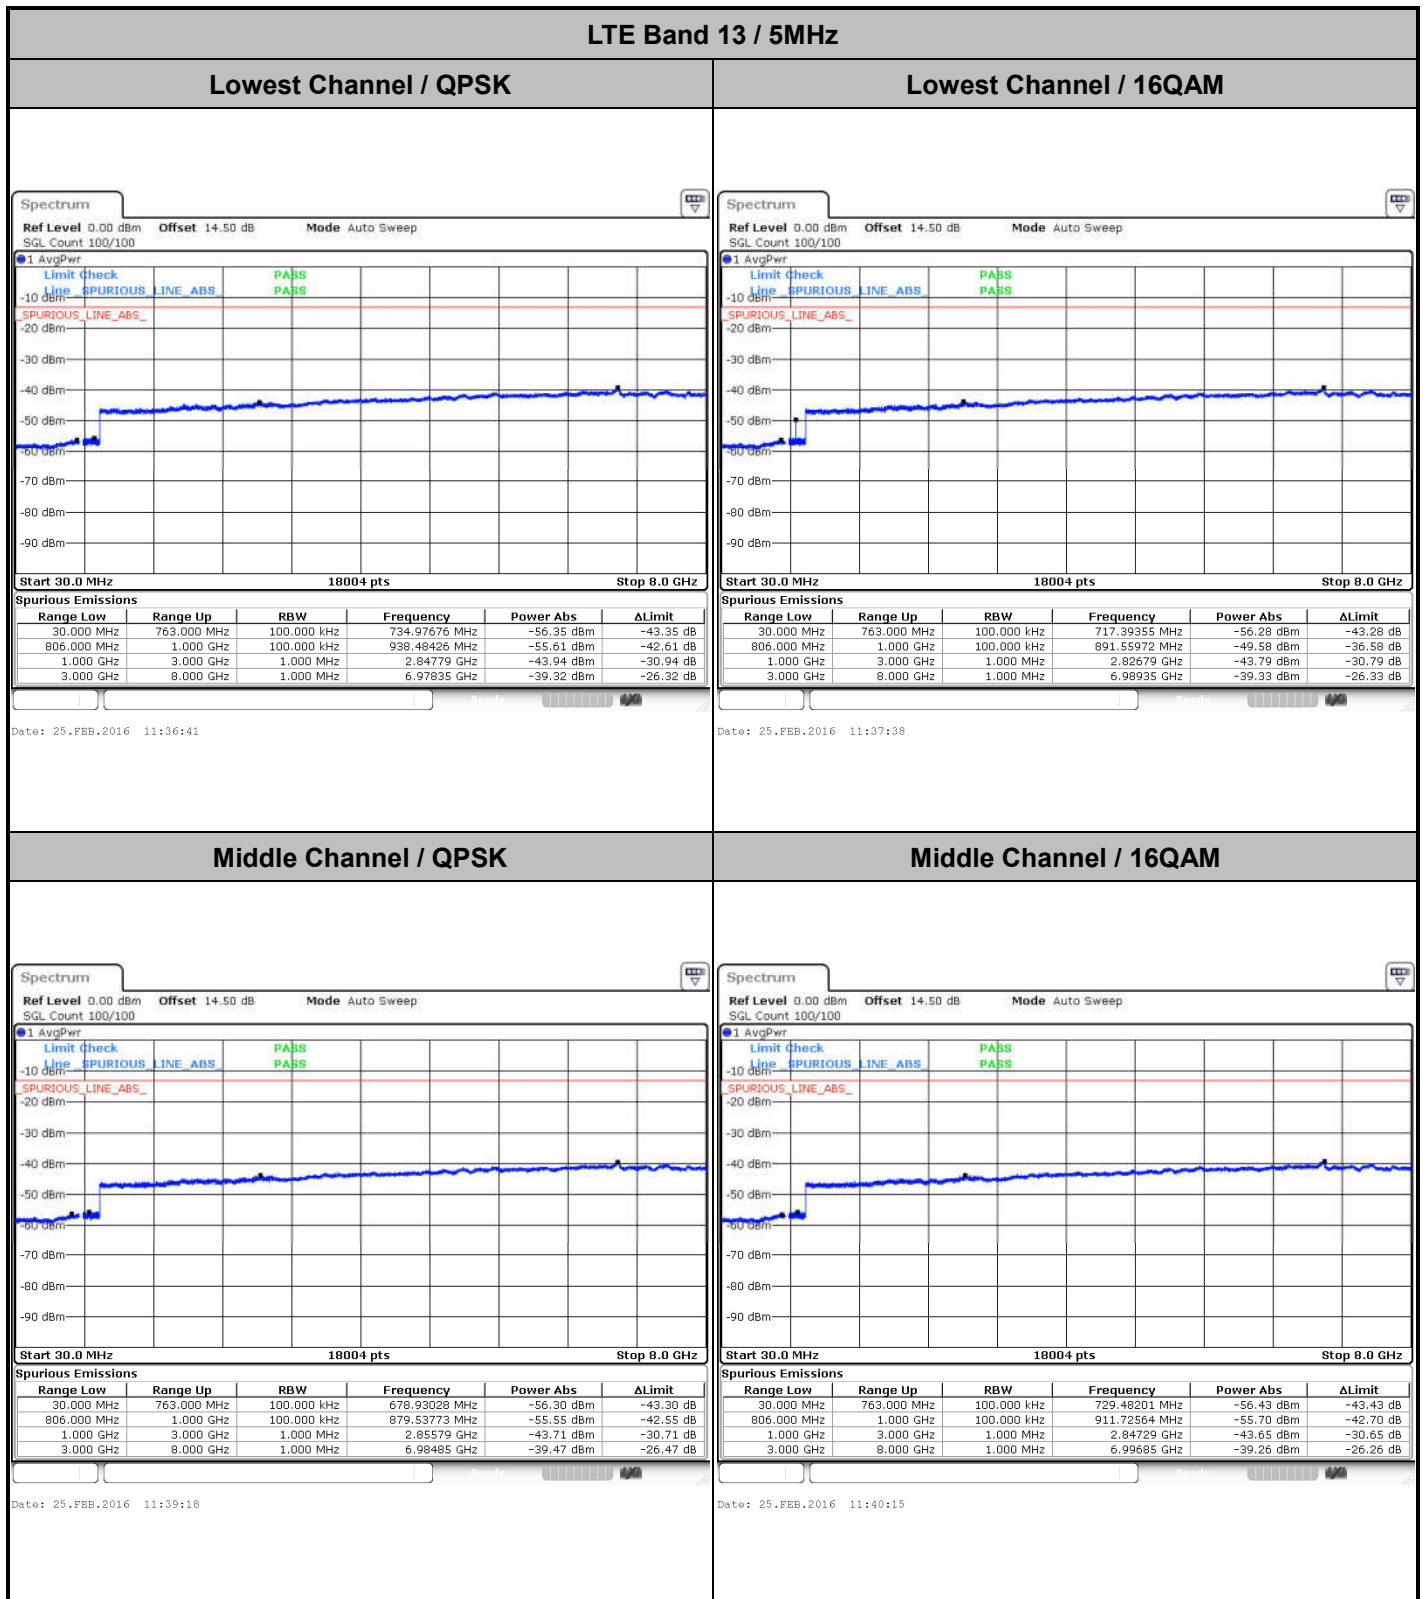 LTE Band 13 / 5MHz
Lowest Channel / QPSK
Lowest Channel / 16QAM
Spectrum
Ref Level 0.00 dBm Offset 14.50 dB Mode Auto Sweep
SGL Count 100/100
1 AvgPwr
Limit Check PASS
Line _SPURIOUS_LINE_ABS_ PASS
-10 dBm
_SPURIOUS_LINE_ABS_
-20 dBm
-30 dBm
-40 dBm
-50 dBm
-60 dBm
-70 dBm
-80 dBm
-90 dBm
Start 30.0 MHz 18004 pts Stop 8.0 GHz
Spurious Emissions
Range Low Range Up RBW Frequency Power Abs ΔLimit
30.000 MHz 763.000 MHz 100.000 kHz 734.97676 MHz -56.35 dBm -43.35 dB
806.000 MHz 1.000 GHz 100.000 kHz 938.48426 MHz -55.61 dBm -42.61 dB
1.000 GHz 3.000 GHz 1.000 MHz 2.84779 GHz -43.94 dBm -30.94 dB
3.000 GHz 8.000 GHz 1.000 MHz 6.97835 GHz -39.32 dBm -26.32 dB
Ready
Date: 25.FEB.2016 11:36:41
Spectrum
Ref Level 0.00 dBm Offset 14.50 dB Mode Auto Sweep
SGL Count 100/100
1 AvgPwr
Limit Check PASS
Line _SPURIOUS_LINE_ABS_ PASS
-10 dBm
_SPURIOUS_LINE_ABS_
-20 dBm
-30 dBm
-40 dBm
-50 dBm
-60 dBm
-70 dBm
-80 dBm
-90 dBm
Start 30.0 MHz 18004 pts Stop 8.0 GHz
Spurious Emissions
Range Low Range Up RBW Frequency Power Abs ΔLimit
30.000 MHz 763.000 MHz 100.000 kHz 717.39355 MHz -56.28 dBm -43.28 dB
806.000 MHz 1.000 GHz 100.000 kHz 891.55972 MHz -49.58 dBm -36.58 dB
1.000 GHz 3.000 GHz 1.000 MHz 2.82679 GHz -43.79 dBm -30.79 dB
3.000 GHz 8.000 GHz 1.000 MHz 6.98935 GHz -39.33 dBm -26.33 dB
Ready
Date: 25.FEB.2016 11:37:38
Middle Channel / QPSK
Middle Channel / 16QAM
Spectrum
Ref Level 0.00 dBm Offset 14.50 dB Mode Auto Sweep
SGL Count 100/100
1 AvgPwr
Limit Check PASS
Line _SPURIOUS_LINE_ABS_ PASS
-10 dBm
_SPURIOUS_LINE_ABS_
-20 dBm
-30 dBm
-40 dBm
-50 dBm
-60 dBm
-70 dBm
-80 dBm
-90 dBm
Start 30.0 MHz 18004 pts Stop 8.0 GHz
Spurious Emissions
Range Low Range Up RBW Frequency Power Abs ΔLimit
30.000 MHz 763.000 MHz 100.000 kHz 678.93028 MHz -56.30 dBm -43.30 dB
806.000 MHz 1.000 GHz 100.000 kHz 879.53773 MHz -55.55 dBm -42.55 dB
1.000 GHz 3.000 GHz 1.000 MHz 2.85579 GHz -43.71 dBm -30.71 dB
3.000 GHz 8.000 GHz 1.000 MHz 6.98485 GHz -39.47 dBm -26.47 dB
Ready
Date: 25.FEB.2016 11:39:18
Spectrum
Ref Level 0.00 dBm Offset 14.50 dB Mode Auto Sweep
SGL Count 100/100
1 AvgPwr
Limit Check PASS
Line _SPURIOUS_LINE_ABS_ PASS
-10 dBm
_SPURIOUS_LINE_ABS_
-20 dBm
-30 dBm
-40 dBm
-50 dBm
-60 dBm
-70 dBm
-80 dBm
-90 dBm
Start 30.0 MHz 18004 pts Stop 8.0 GHz
Spurious Emissions
Range Low Range Up RBW Frequency Power Abs ΔLimit
30.000 MHz 763.000 MHz 100.000 kHz 729.48201 MHz -56.43 dBm -43.43 dB
806.000 MHz 1.000 GHz 100.000 kHz 911.72564 MHz -55.70 dBm -42.70 dB
1.000 GHz 3.000 GHz 1.000 MHz 2.84729 GHz -43.65 dBm -30.65 dB
3.000 GHz 8.000 GHz 1.000 MHz 6.99685 GHz -39.26 dBm -26.26 dB
Ready
Date: 25.FEB.2016 11:40:15